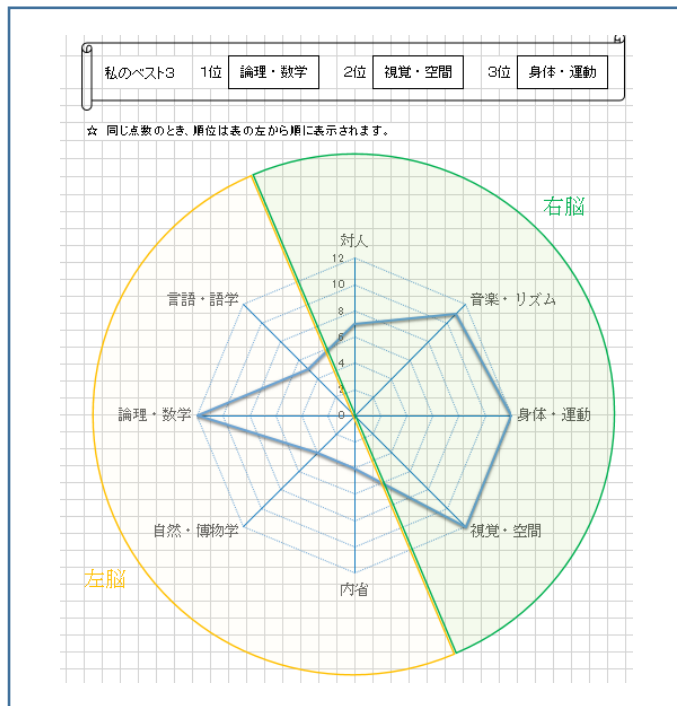 私のベスト3 1位 論理・数学 2位 視覚・空間 3位 身体・運動
☆ 同じ点数のとき、順位は表の左から順に表示されます。
右脳
対人
12
言語・語学
音楽・リズム
10
8
6
4
2
論理・数学
0
身体・運動
自然・博物学
視覚・空間
左脳
内省